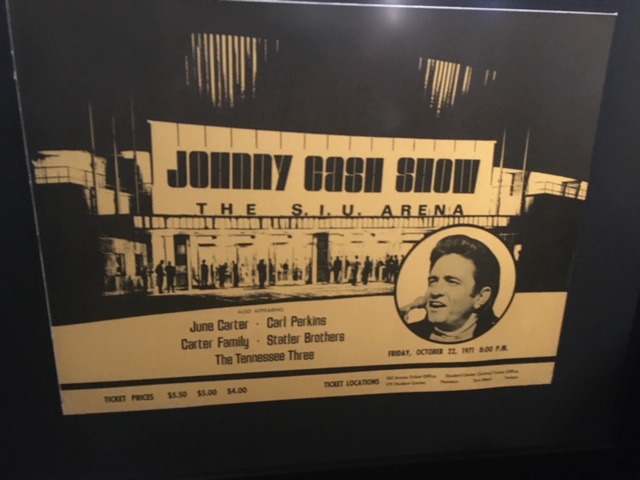 JOHNNY CASH SHOW
THE S.I.U. ARENA
ALSO APPEARING
June Carter · Carl Perkins
Carter Family · Statler Brothers
The Tennessee Three
FRIDAY, OCTOBER 22, 1971 8:00 P.M.
TICKET PRICES $5.50 $5.00 $4.00
TICKET LOCATIONS